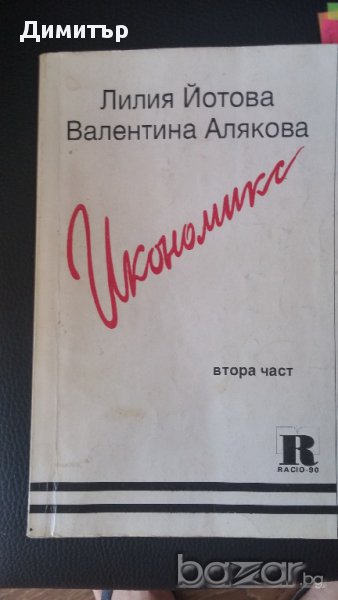 Димитър
Лилия Йотова
Валентина Алякова
Икономикс
втора част
R
RACIO-90
bazar.bg